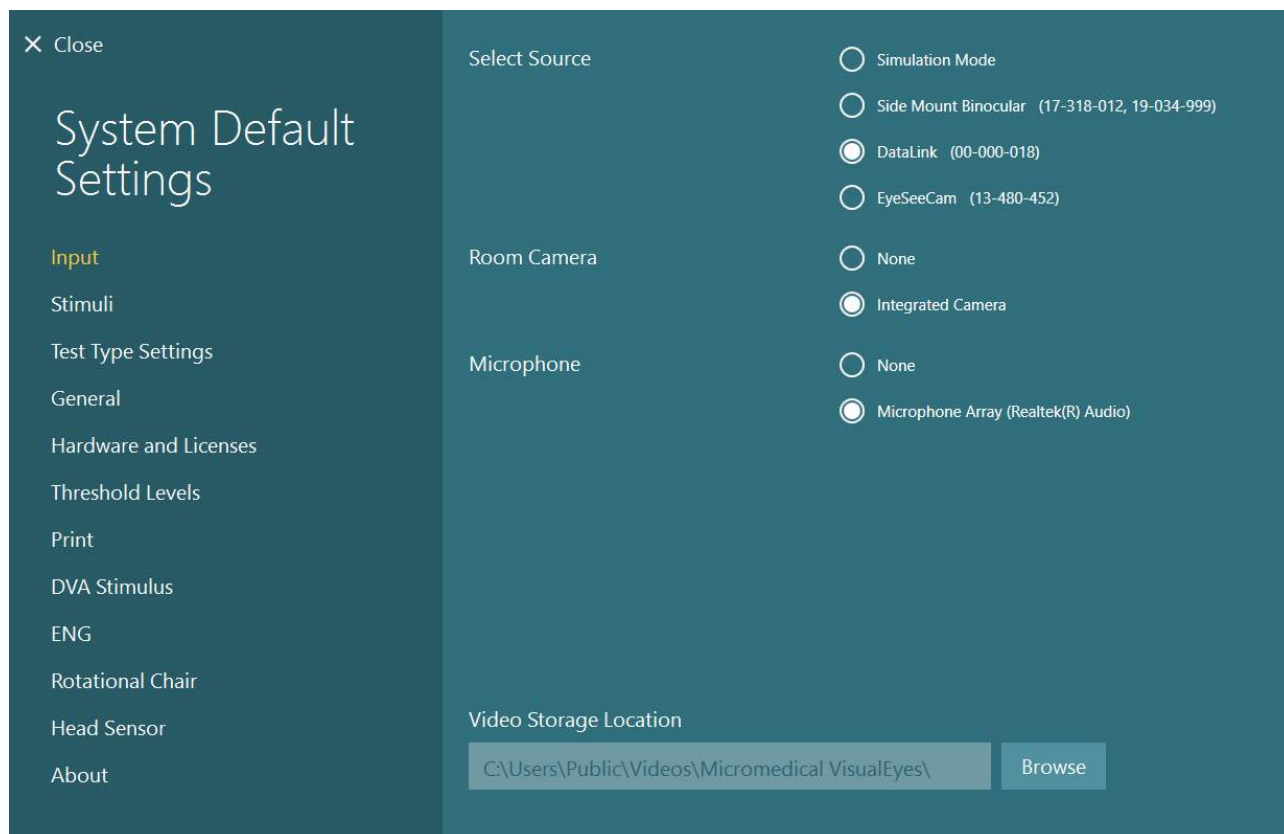 ✕ Close
System Default
Settings
Input
Stimuli
Test Type Settings
General
Hardware and Licenses
Threshold Levels
Print
DVA Stimulus
ENG
Rotational Chair
Head Sensor
About
Select Source
Simulation Mode
Side Mount Binocular (17-318-012, 19-034-999)
DataLink (00-000-018)
EyeSeeCam (13-480-452)
Room Camera
None
Integrated Camera
Microphone
None
Microphone Array (Realtek(R) Audio)
Video Storage Location
C:\Users\Public\Videos\Micromedical VisualEyes\
Browse